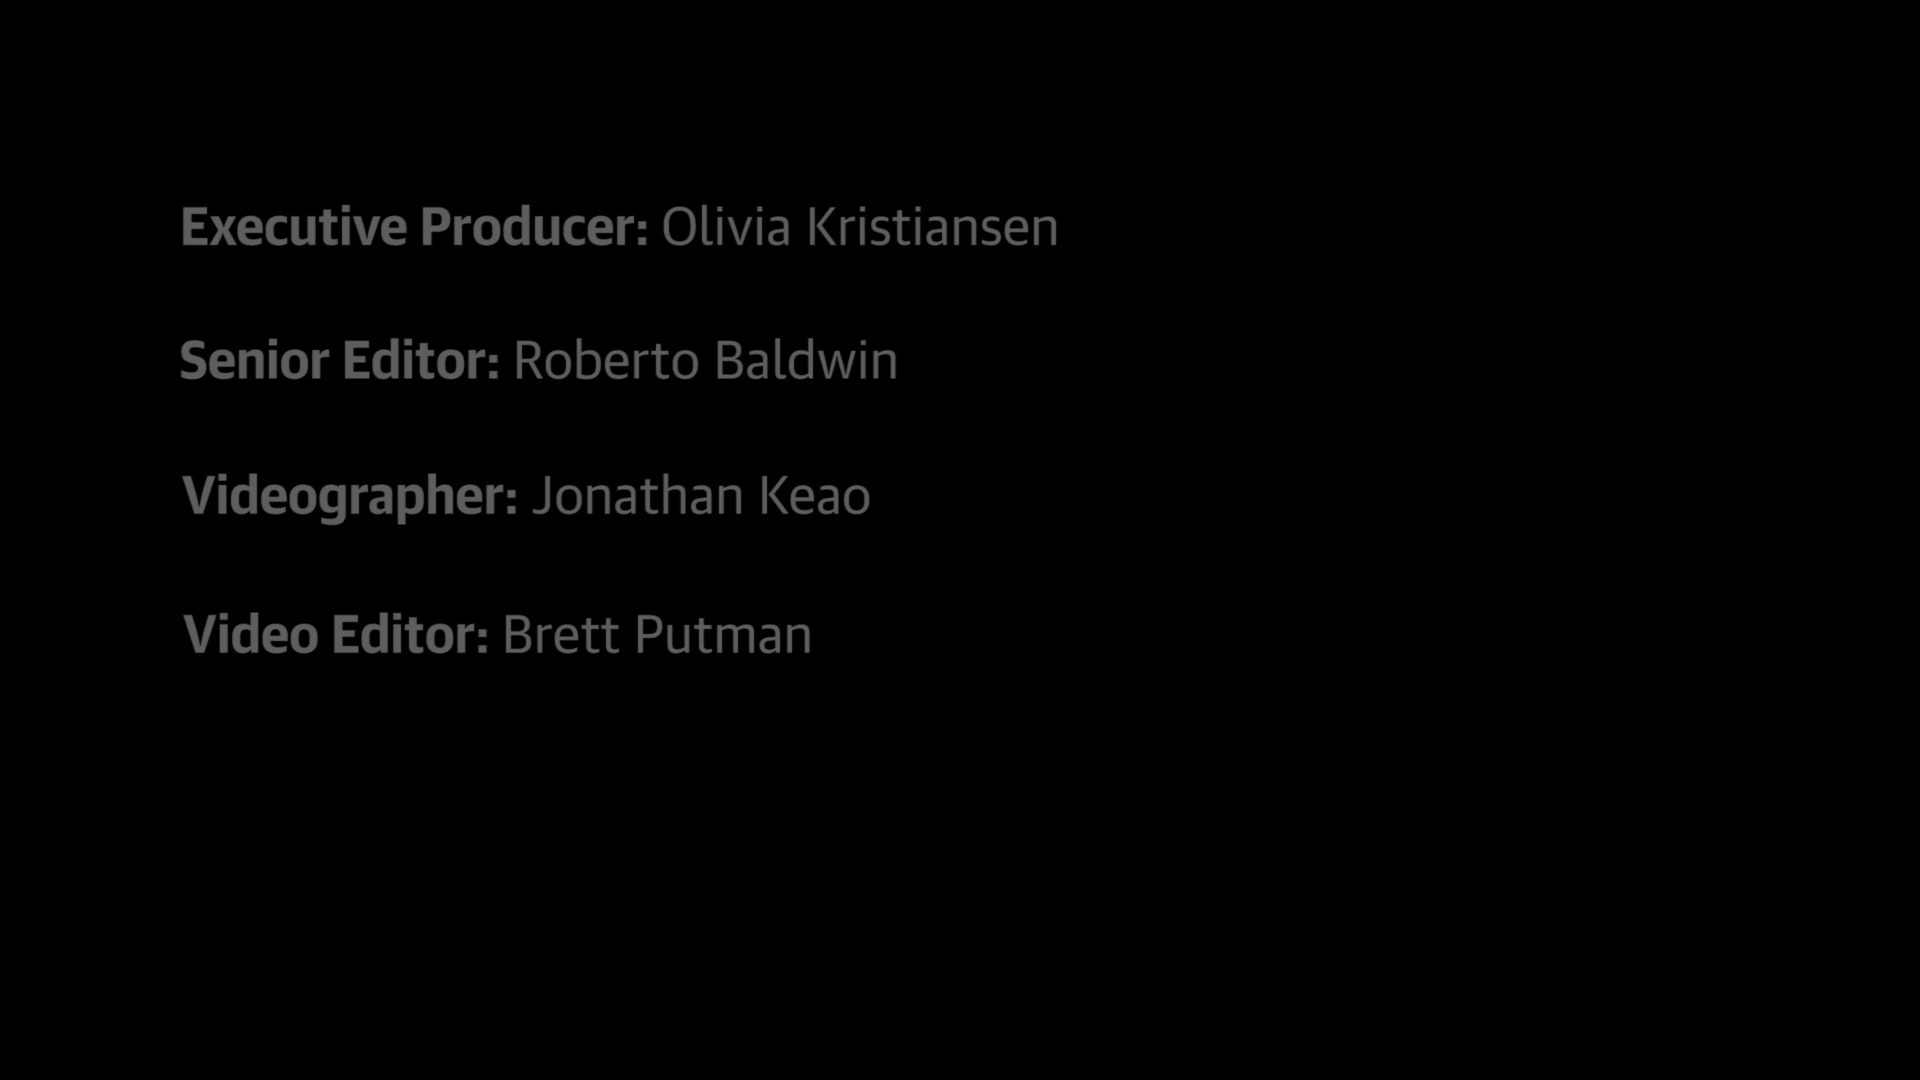 Executive Producer: Olivia Kristiansen
Senior Editor: Roberto Baldwin
Videographer: Jonathan Keao
Video Editor: Brett Putman